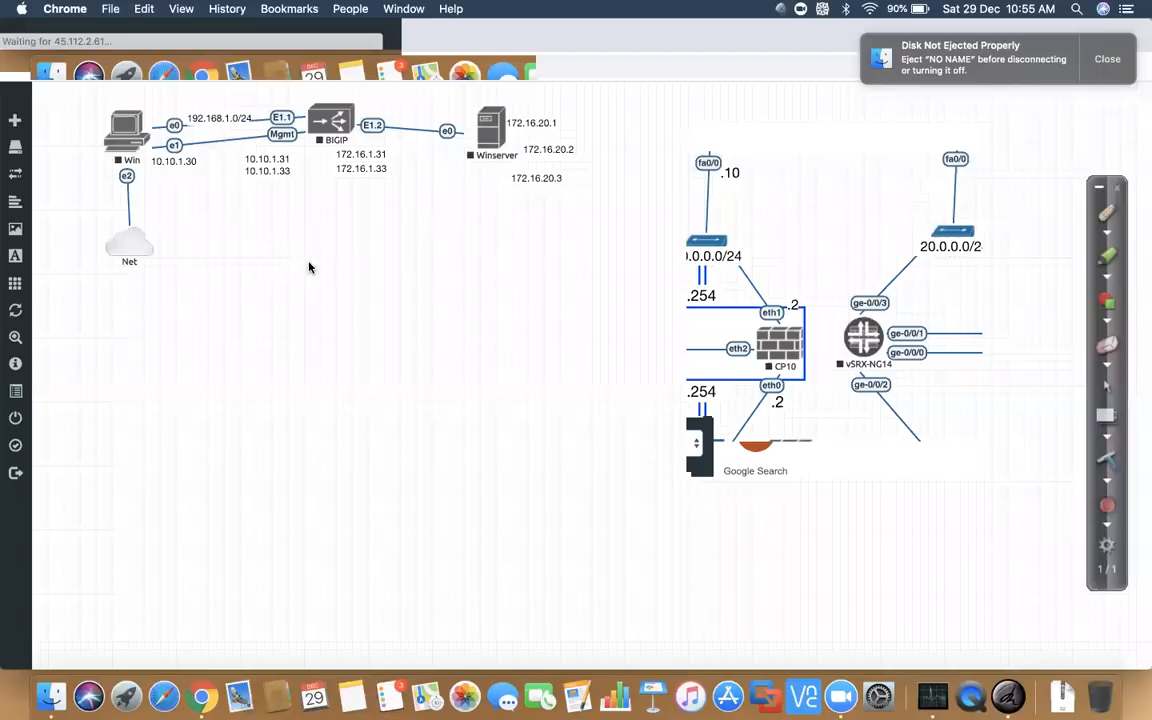 Chrome File Edit View History Bookmarks People Window Help
90% Sat 29 Dec 10:55 AM
Waiting for 45.112.2.61...
Disk Not Ejected Properly
Eject "NO NAME" before disconnecting
or turning it off.
Close
DEC
29
3
e0
192.168.1.0/24
E1.1
Mgmt
e1
Win
10.10.1.30
e2
Net
BIGIP
E1.2
10.10.1.31
10.10.1.33
172.16.1.31
172.16.1.33
e0
172.16.20.1
172.16.20.2
Winserver
172.16.20.3
fa0/0
.10
0.0.0.0/24
.254
.2
eth1
eth2
CP10
eth0
.254
.2
Google Search
fa0/0
20.0.0.0/2
ge-0/0/3
ge-0/0/1
ge-0/0/0
vSRX-NG14
ge-0/0/2
1 / 1
DEC
29
3